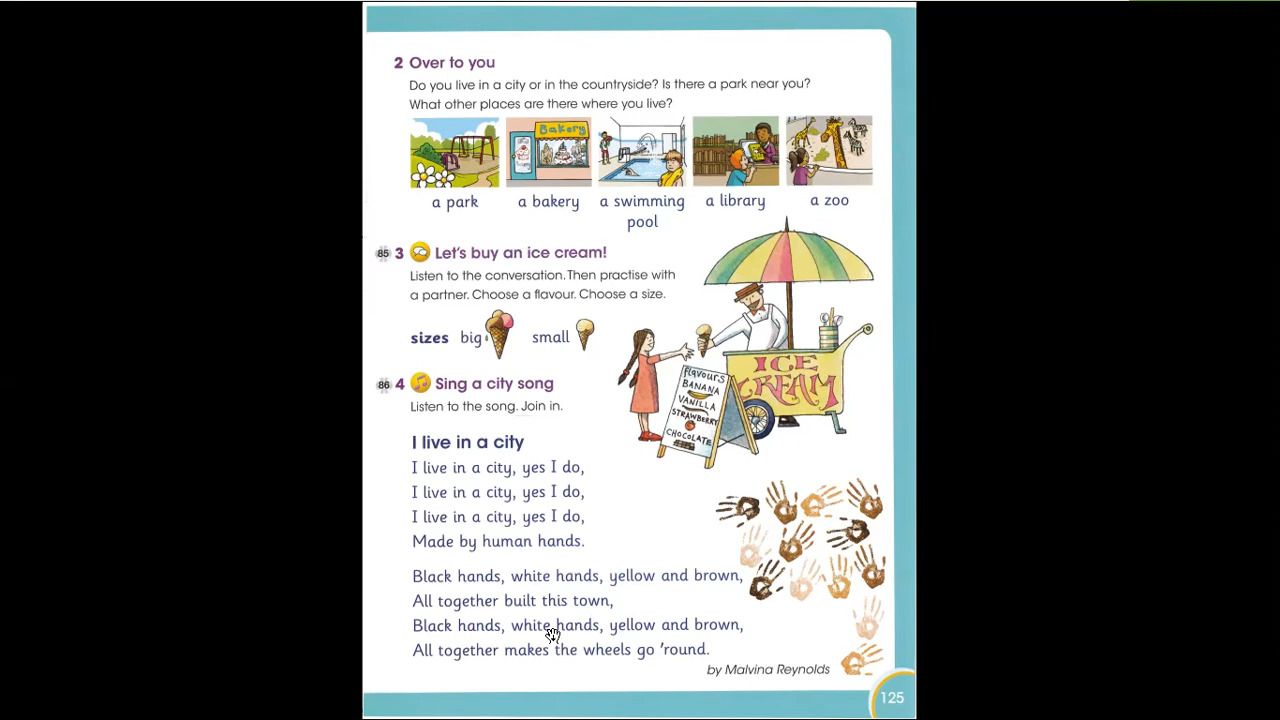 2 Over to you
Do you live in a city or in the countryside? Is there a park near you?
What other places are there where you live?
Bakery
a park
a bakery
a swimming
pool
a library
a zoo
85 3 Let's buy an ice cream!
Listen to the conversation. Then practise with
a partner. Choose a flavour. Choose a size.
sizes big small
ICE
CREAM
flavours
BANANA
VANILLA
STRAWBERRY
CHOCOLATE
86 4 Sing a city song
Listen to the song. Join in.
I live in a city
I live in a city, yes I do,
I live in a city, yes I do,
I live in a city, yes I do,
Made by human hands.
Black hands, white hands, yellow and brown,
All together built this town,
Black hands, white hands, yellow and brown,
All together makes the wheels go 'round.
by Malvina Reynolds
125